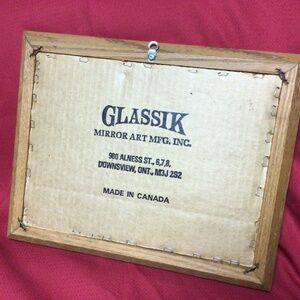 GLASSIK
MIRROR ART MFG. INC.
980 ALNESS ST., 6,7,8,
DOWNSVIEW, ONT., M3J 2S2
MADE IN CANADA